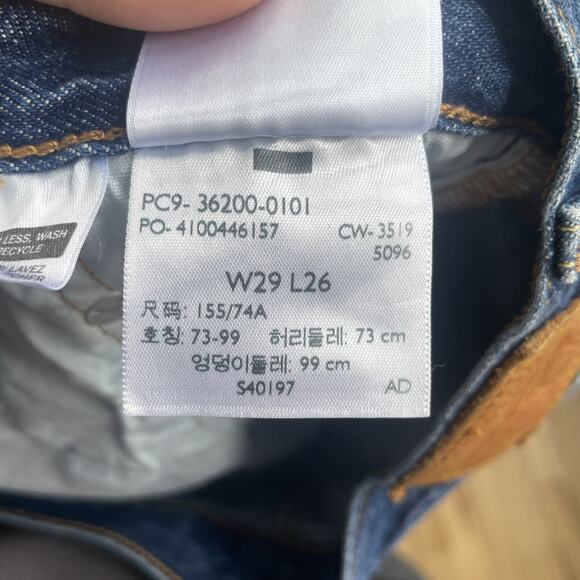 PC9- 36200-0101
PO- 4100446157 CW- 3519
5096
W29 L26
尺码: 155/74A
호칭: 73-99 허리둘레: 73 cm
엉덩이둘레: 99 cm
S40197 AD
LESS, WASH
RECYCLE
LAVEZ